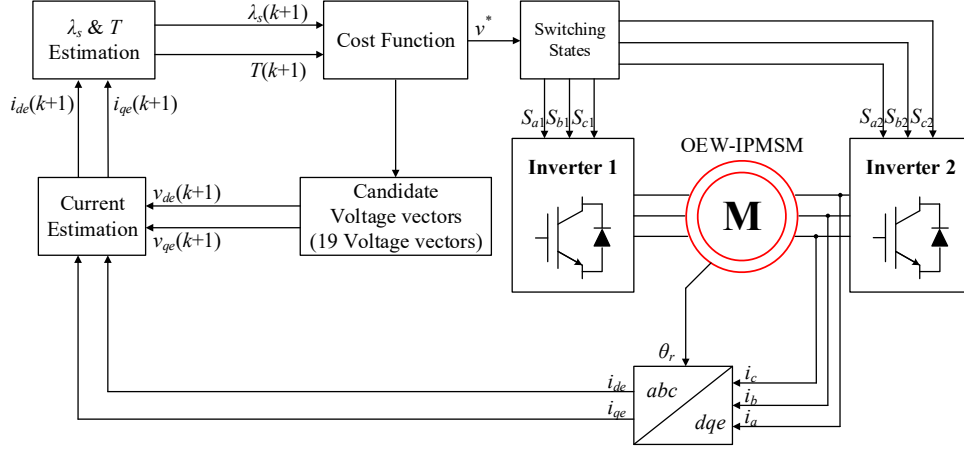 λs & T
Estimation
λs(k+1)
T(k+1)
Cost Function
v*
Switching
States
ide(k+1)
iqe(k+1)
Sa1 Sb1 Sc1
Sa2 Sb2 Sc2
OEW-IPMSM
Inverter 1
M
Inverter 2
Current
Estimation
vde(k+1)
vqe(k+1)
Candidate
Voltage vectors
(19 Voltage vectors)
θr
ide
iqe
abc
dqe
ic
ib
ia